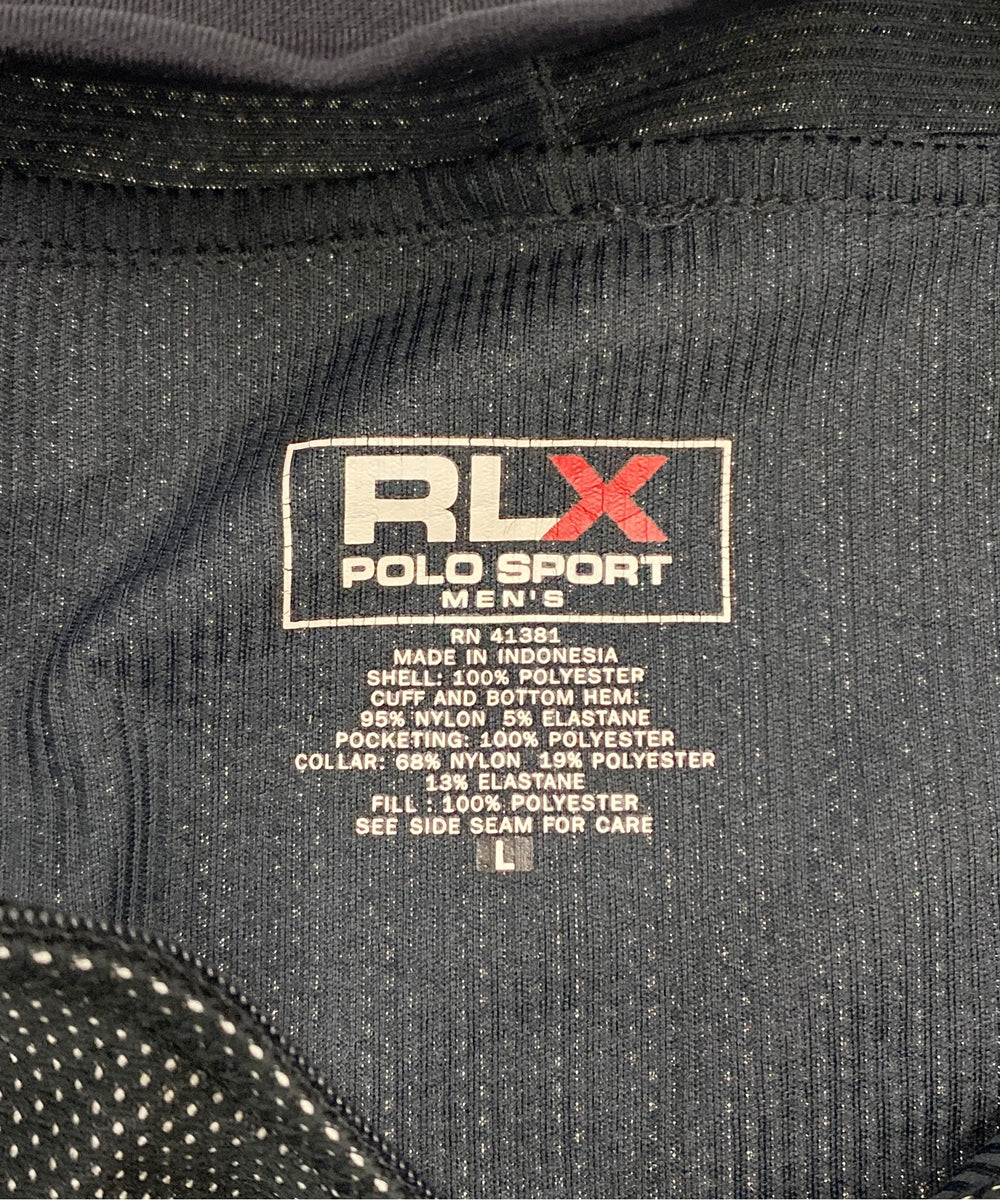 RLX
POLO SPORT
MEN'S
RN 41381
MADE IN INDONESIA
SHELL: 100% POLYESTER
CUFF AND BOTTOM HEM:
95% NYLON 5% ELASTANE
POCKETING: 100% POLYESTER
COLLAR: 68% NYLON 19% POLYESTER
13% ELASTANE
FILL : 100% POLYESTER
SEE SIDE SEAM FOR CARE
L